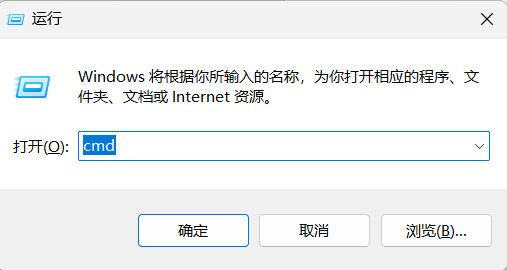 运行
Windows 将根据你所输入的名称，为你打开相应的程序、文
件夹、文档或 Internet 资源。
打开(O): cmd
确定 取消 浏览(B)...